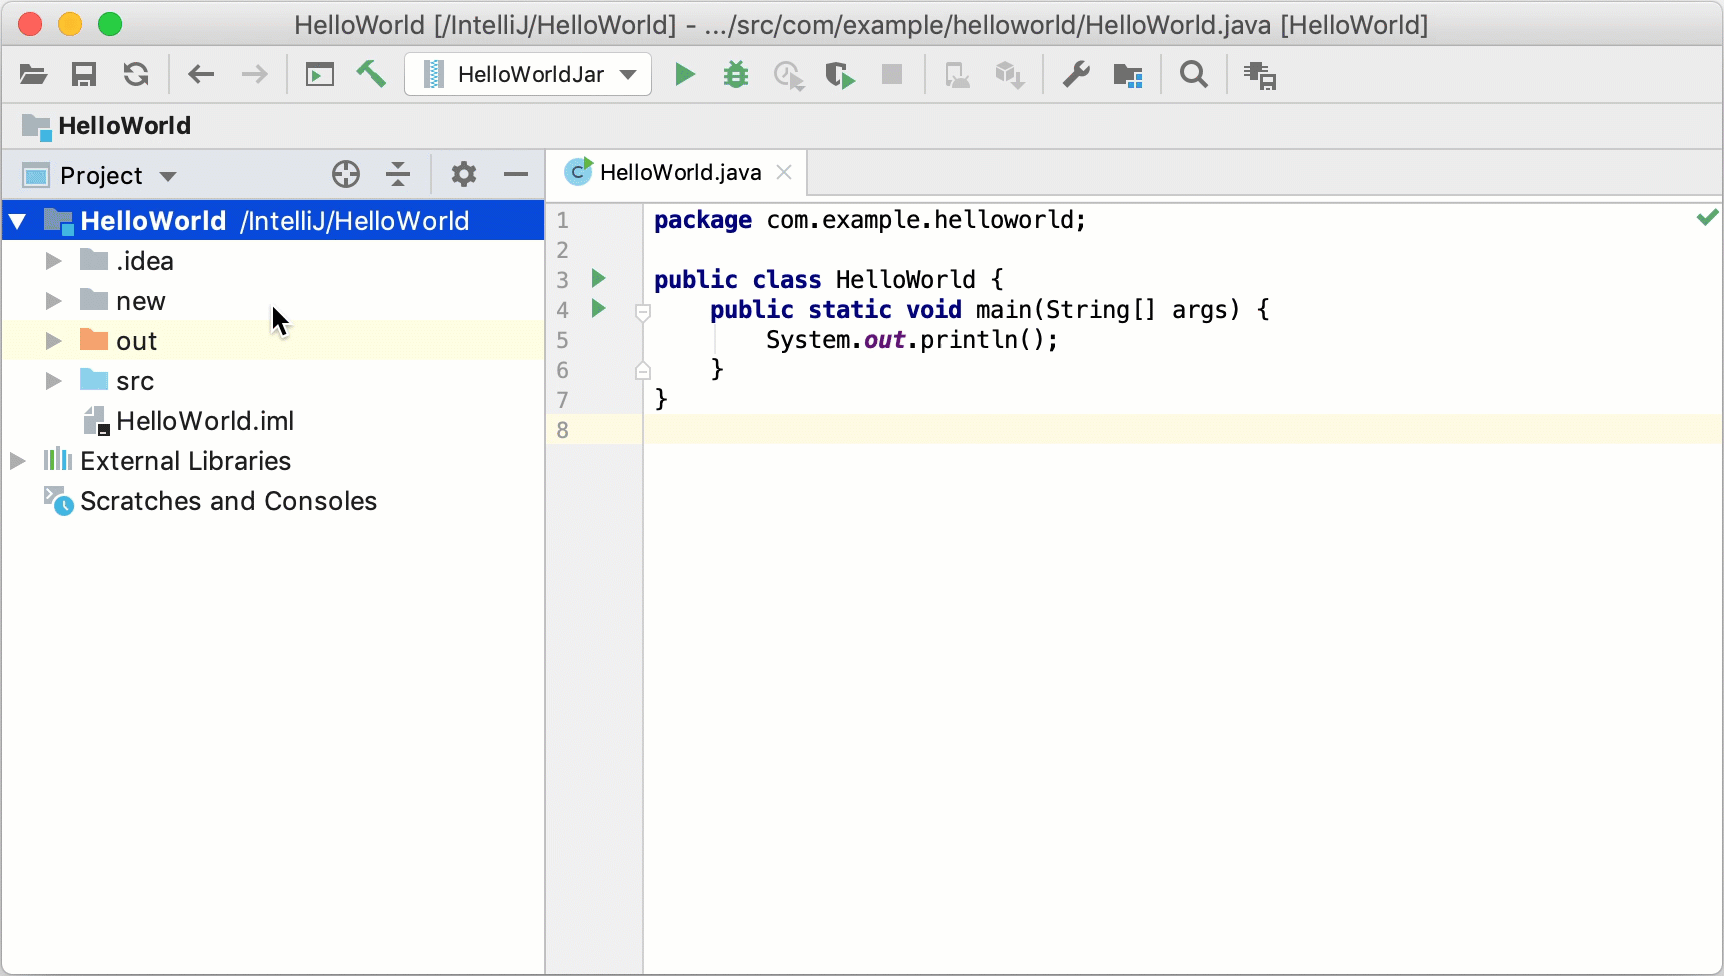 HelloWorld [/IntelliJ/HelloWorld] - .../src/com/example/helloworld/HelloWorld.java [HelloWorld]
HelloWorldJar
HelloWorld
Project
HelloWorld /IntelliJ/HelloWorld
.idea
new
out
src
HelloWorld.iml
External Libraries
Scratches and Consoles
C HelloWorld.java
1 package com.example.helloworld;
2
3 public class HelloWorld {
4     public static void main(String[] args) {
5         System.out.println();
6     }
7 }
8